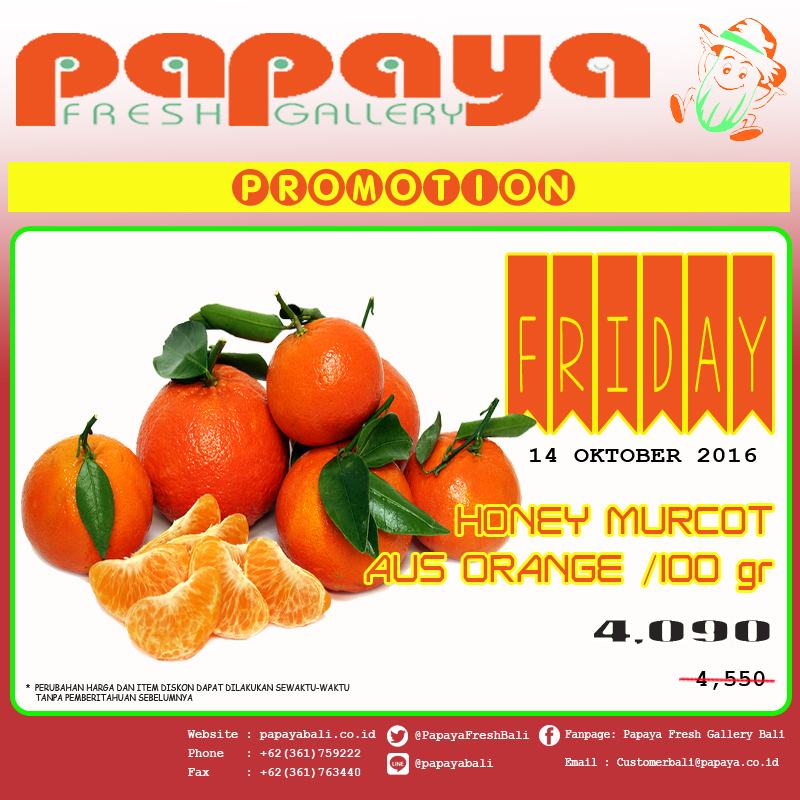 papaya
FRESH GALLERY
PROMOTION
FRIDAY
14 OKTOBER 2016
HONEY MURCOT
AUS ORANGE /100 gr
4,090
4,550
* PERUBAHAN HARGA DAN ITEM DISKON DAPAT DILAKUKAN SEWAKTU-WAKTU
TANPA PEMBERITAHUAN SEBELUMNYA
Website : papayabali.co.id
Phone : +62(361)759222
Fax : +62(361)763440
@PapayaFreshBali
LINE
@papayabali
Fanpage: Papaya Fresh Gallery Bali
Email : Customerbali@papaya.co.id